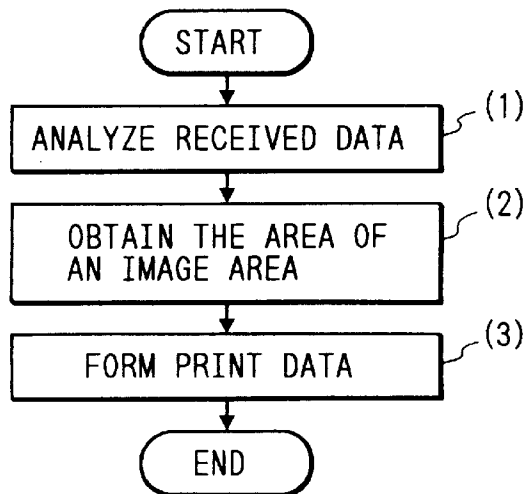 START
(1)
ANALYZE RECEIVED DATA
(2)
OBTAIN THE AREA OF
AN IMAGE AREA
(3)
FORM PRINT DATA
END